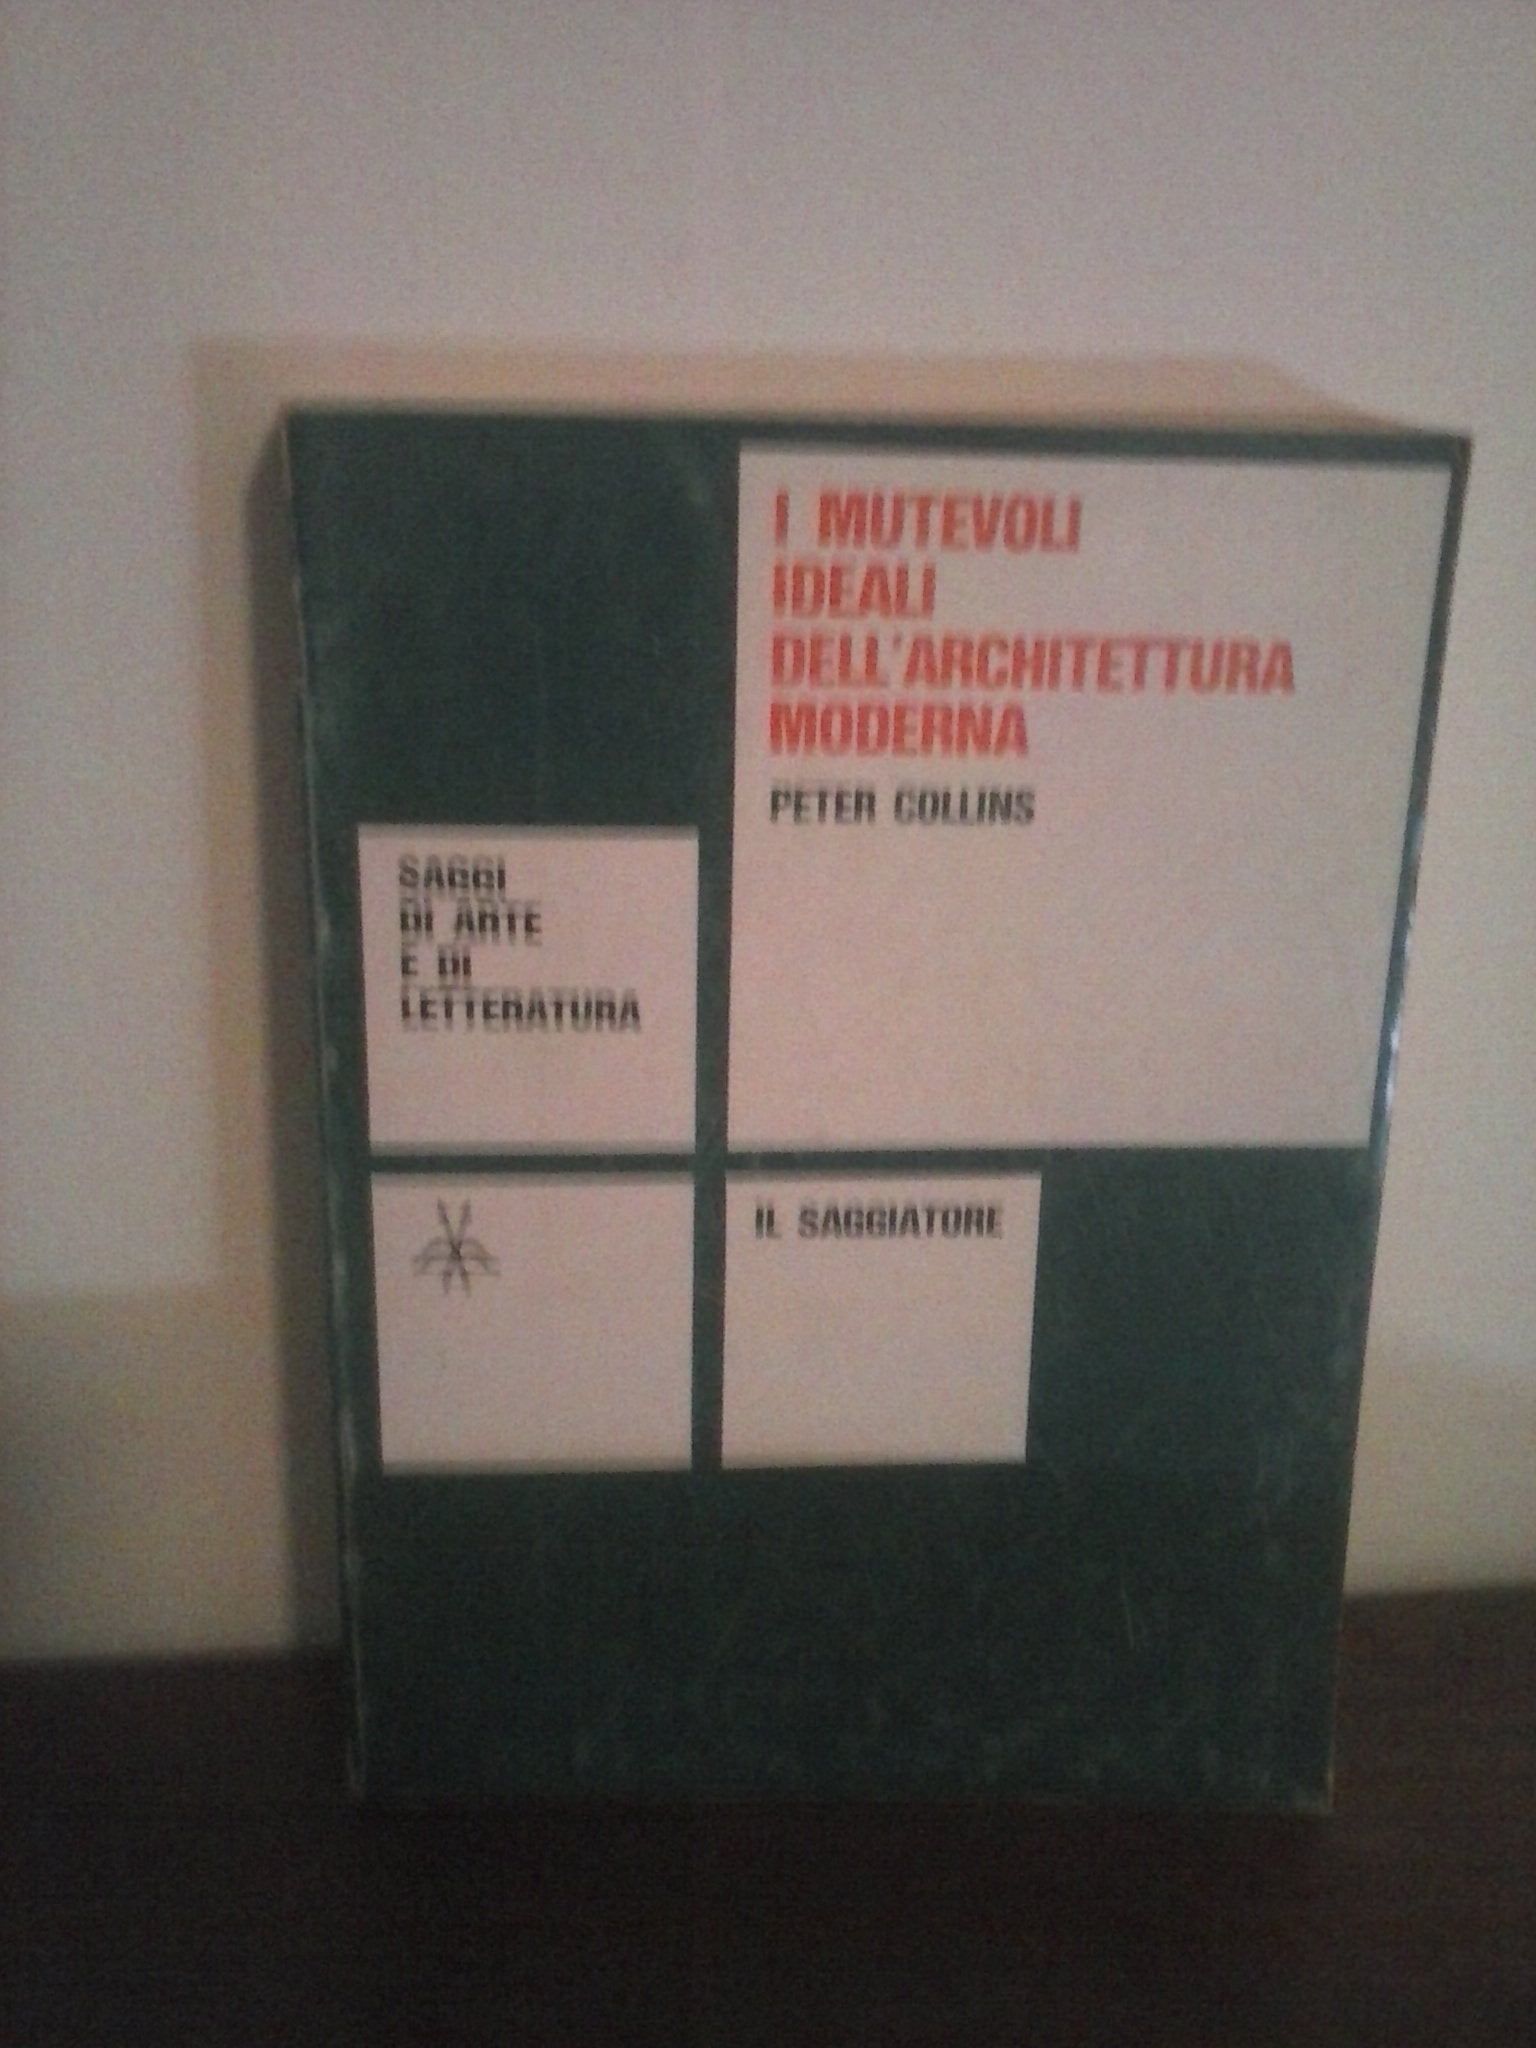 I MUTEVOLI
IDEALI
DELL'ARCHITETTURA
MODERNA
PETER COLLINS
SAGGI
DI ARTE
E DI
LETTERATURA
IL SAGGIATORE